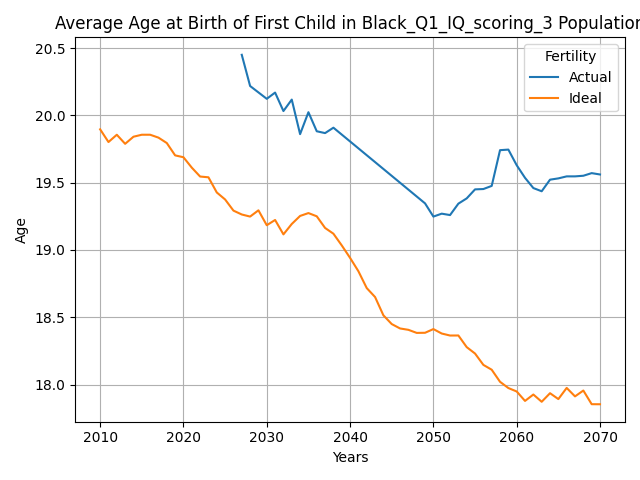 Average Age at Birth of First Child in Black_Q1_IQ_scoring_3 Population
Fertility
Actual
Ideal
Age
20.5
20.0
19.5
19.0
18.5
18.0
2010 2020 2030 2040 2050 2060 2070
Years